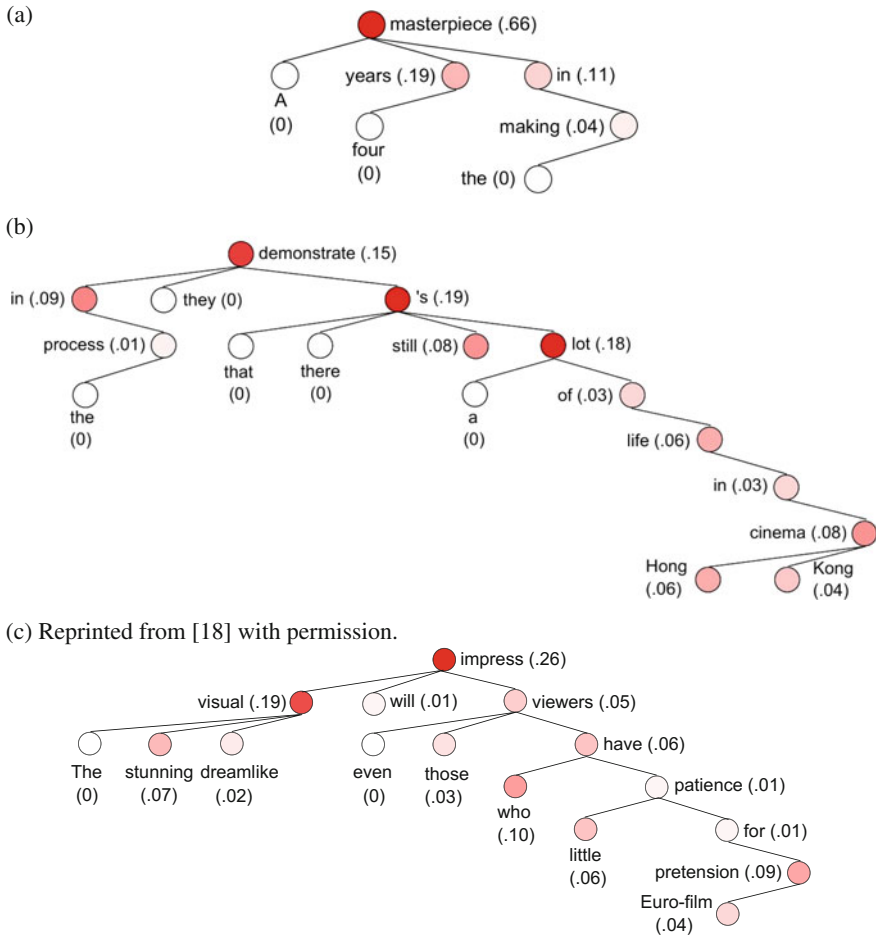 (a)
masterpiece (.66)
years (.19)
in (.11)
A
(0)
making (.04)
four
(0)
the (0)
(b)
demonstrate (.15)
in (.09)
they (0)
's (.19)
process (.01)
that
(0)
there
(0)
still (.08)
lot (.18)
the
(0)
a
(0)
of (.03)
life (.06)
in (.03)
cinema (.08)
Hong
(.06)
Kong
(.04)
(c) Reprinted from [18] with permission.
impress (.26)
visual (.19)
will (.01)
viewers (.05)
The
(0)
stunning
(.07)
dreamlike
(.02)
even
(0)
those
(.03)
have (.06)
who
(.10)
patience (.01)
little
(.06)
for (.01)
pretension (.09)
Euro-film
(.04)